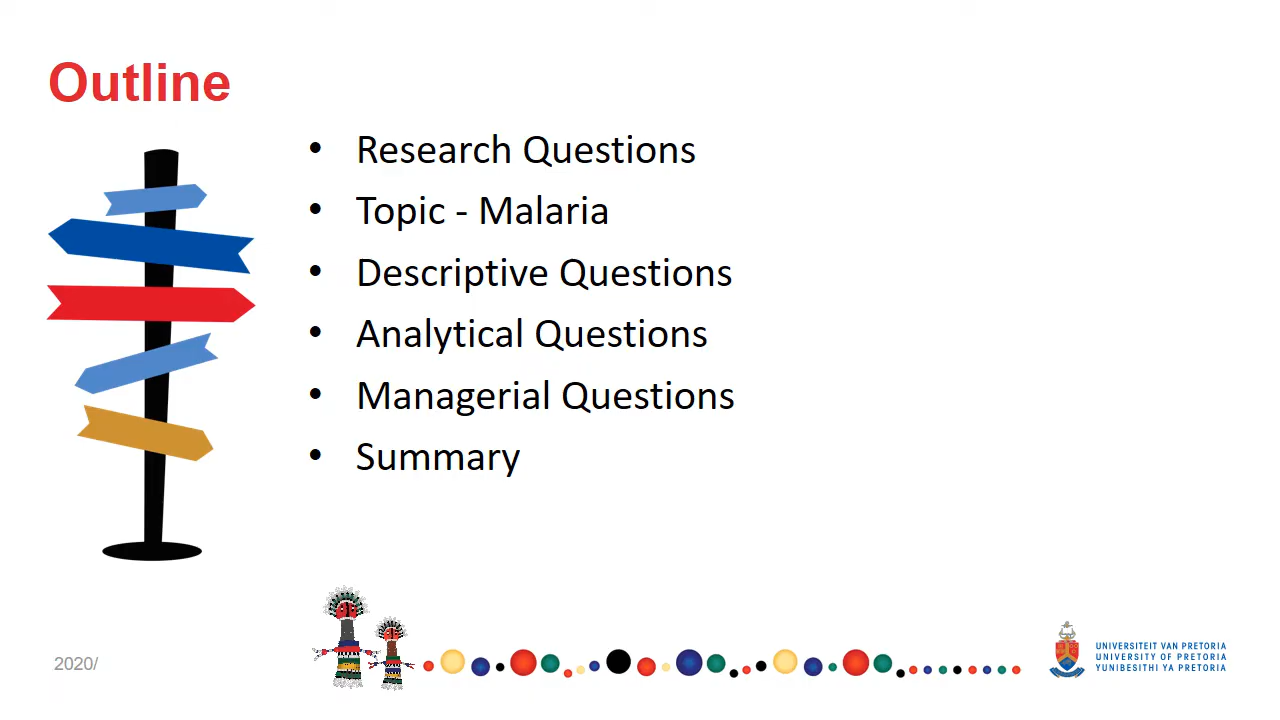 Outline
• Research Questions
• Topic - Malaria
• Descriptive Questions
• Analytical Questions
• Managerial Questions
• Summary
2020/
UNIVERSITEIT VAN PRETORIA
UNIVERSITY OF PRETORIA
YUNIBESITHI YA PRETORIA